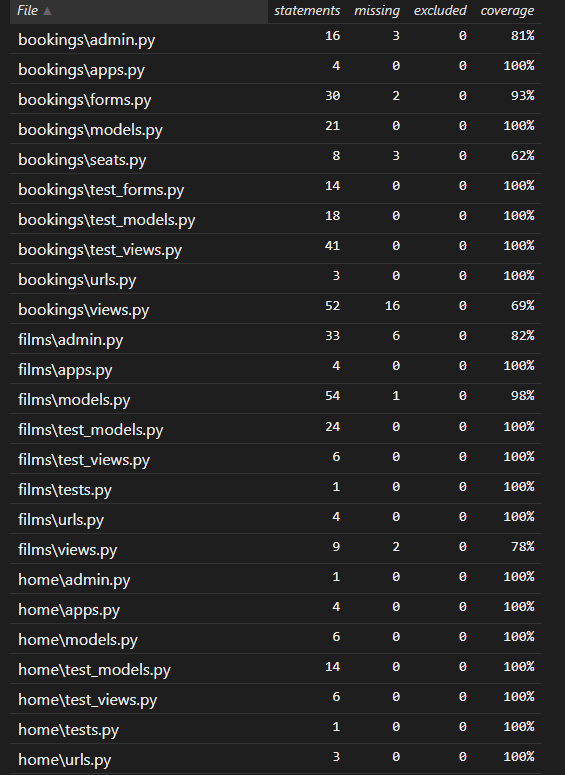 File ▲ statements missing excluded coverage
bookings\admin.py 16 3 0 81%
bookings\apps.py 4 0 0 100%
bookings\forms.py 30 2 0 93%
bookings\models.py 21 0 0 100%
bookings\seats.py 8 3 0 62%
bookings\test_forms.py 14 0 0 100%
bookings\test_models.py 18 0 0 100%
bookings\test_views.py 41 0 0 100%
bookings\urls.py 3 0 0 100%
bookings\views.py 52 16 0 69%
films\admin.py 33 6 0 82%
films\apps.py 4 0 0 100%
films\models.py 54 1 0 98%
films\test_models.py 24 0 0 100%
films\test_views.py 6 0 0 100%
films\tests.py 1 0 0 100%
films\urls.py 4 0 0 100%
films\views.py 9 2 0 78%
home\admin.py 1 0 0 100%
home\apps.py 4 0 0 100%
home\models.py 6 0 0 100%
home\test_models.py 14 0 0 100%
home\test_views.py 6 0 0 100%
home\tests.py 1 0 0 100%
home\urls.py 3 0 0 100%